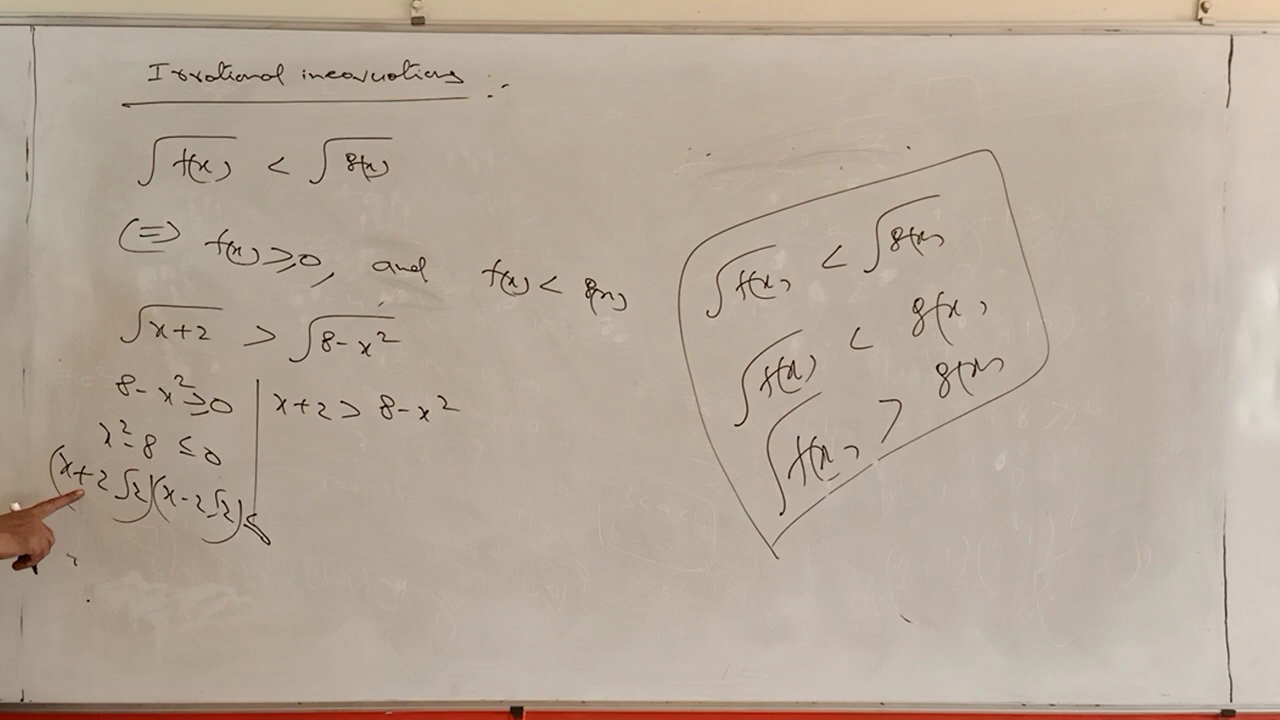 Irrational inequations :-
√f(x) < √g(x)
(=) f(x) ≥ 0, and f(x) < g(x)
√x+2 > √8-x²
8-x² ≥ 0 | x+2 > 8-x²
x²-8 ≤ 0
(x+2√2)(x-2√2) ≤
√f(x) < √g(x)
√f(x) < g(x)
√f(x) > g(x)